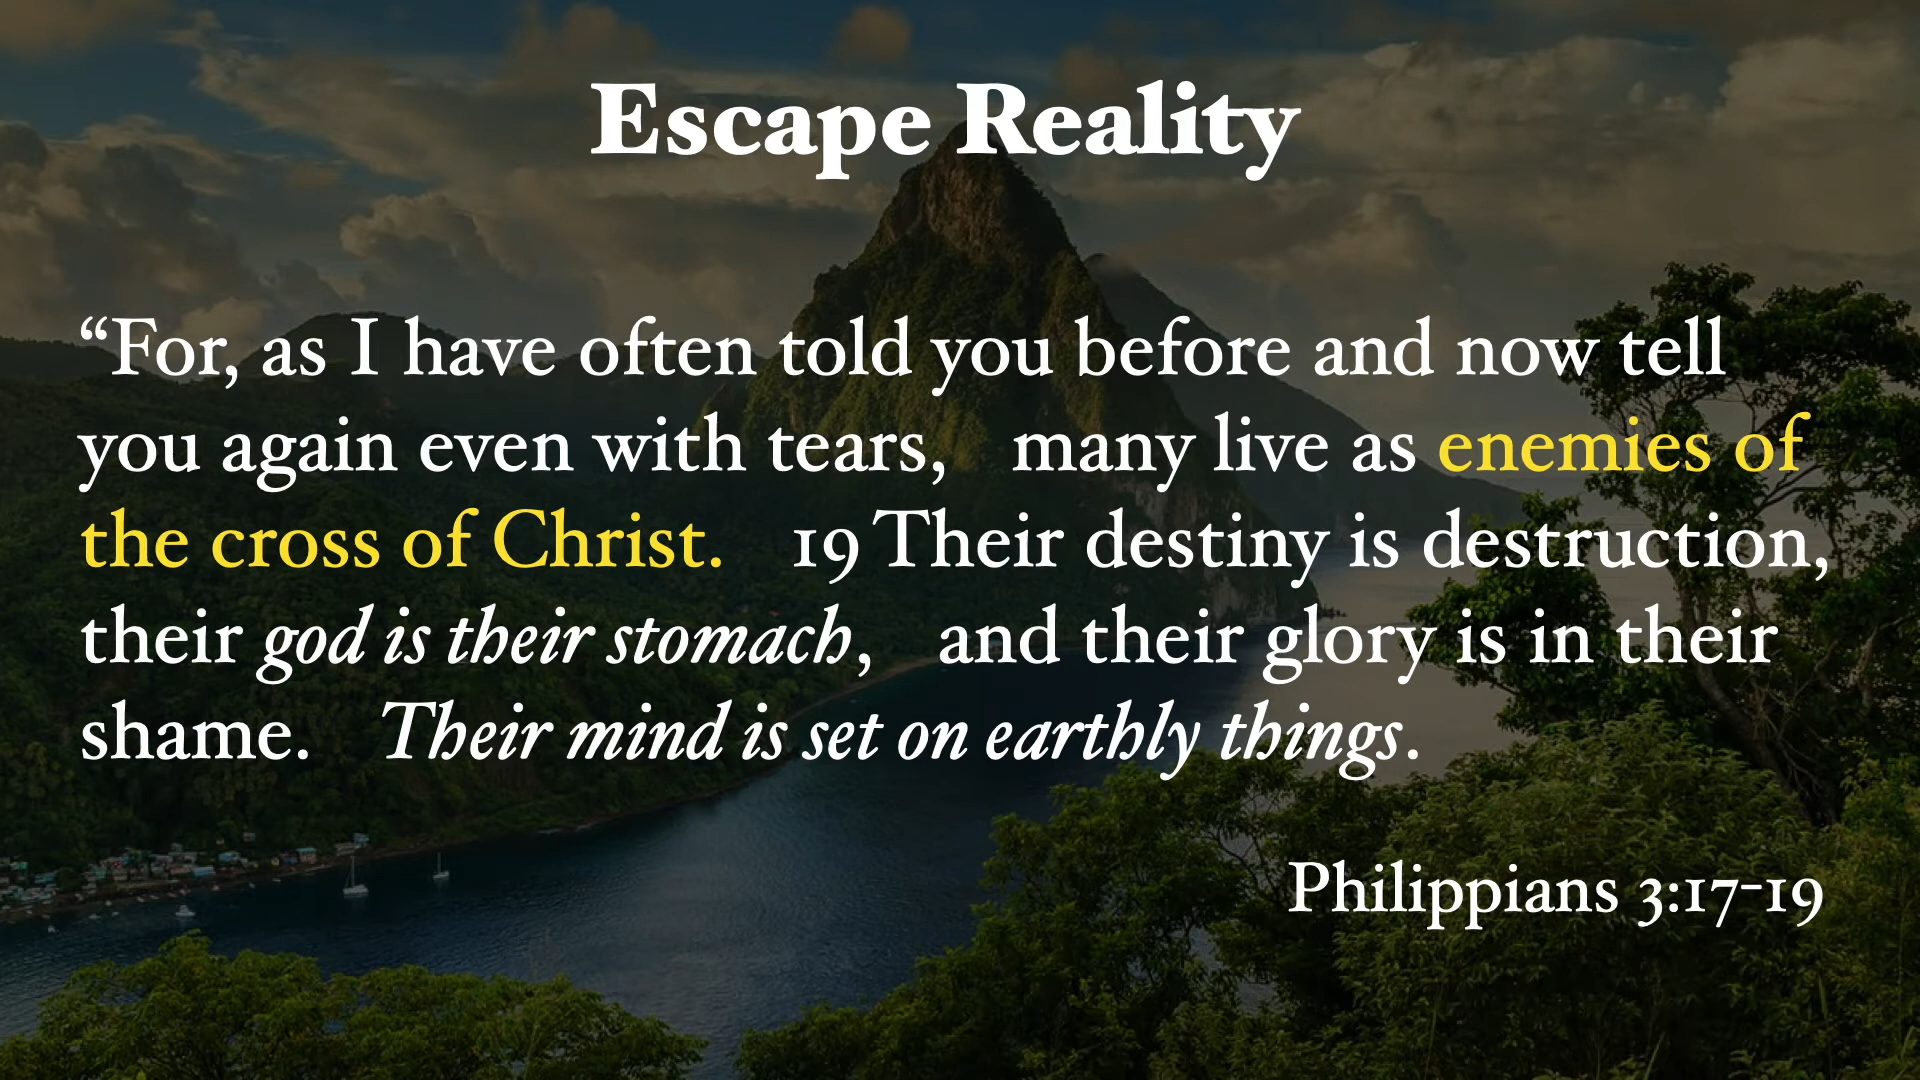 Escape Reality
“For, as I have often told you before and now tell
you again even with tears, many live as enemies of
the cross of Christ. 19 Their destiny is destruction,
their god is their stomach, and their glory is in their
shame. Their mind is set on earthly things.
Philippians 3:17-19